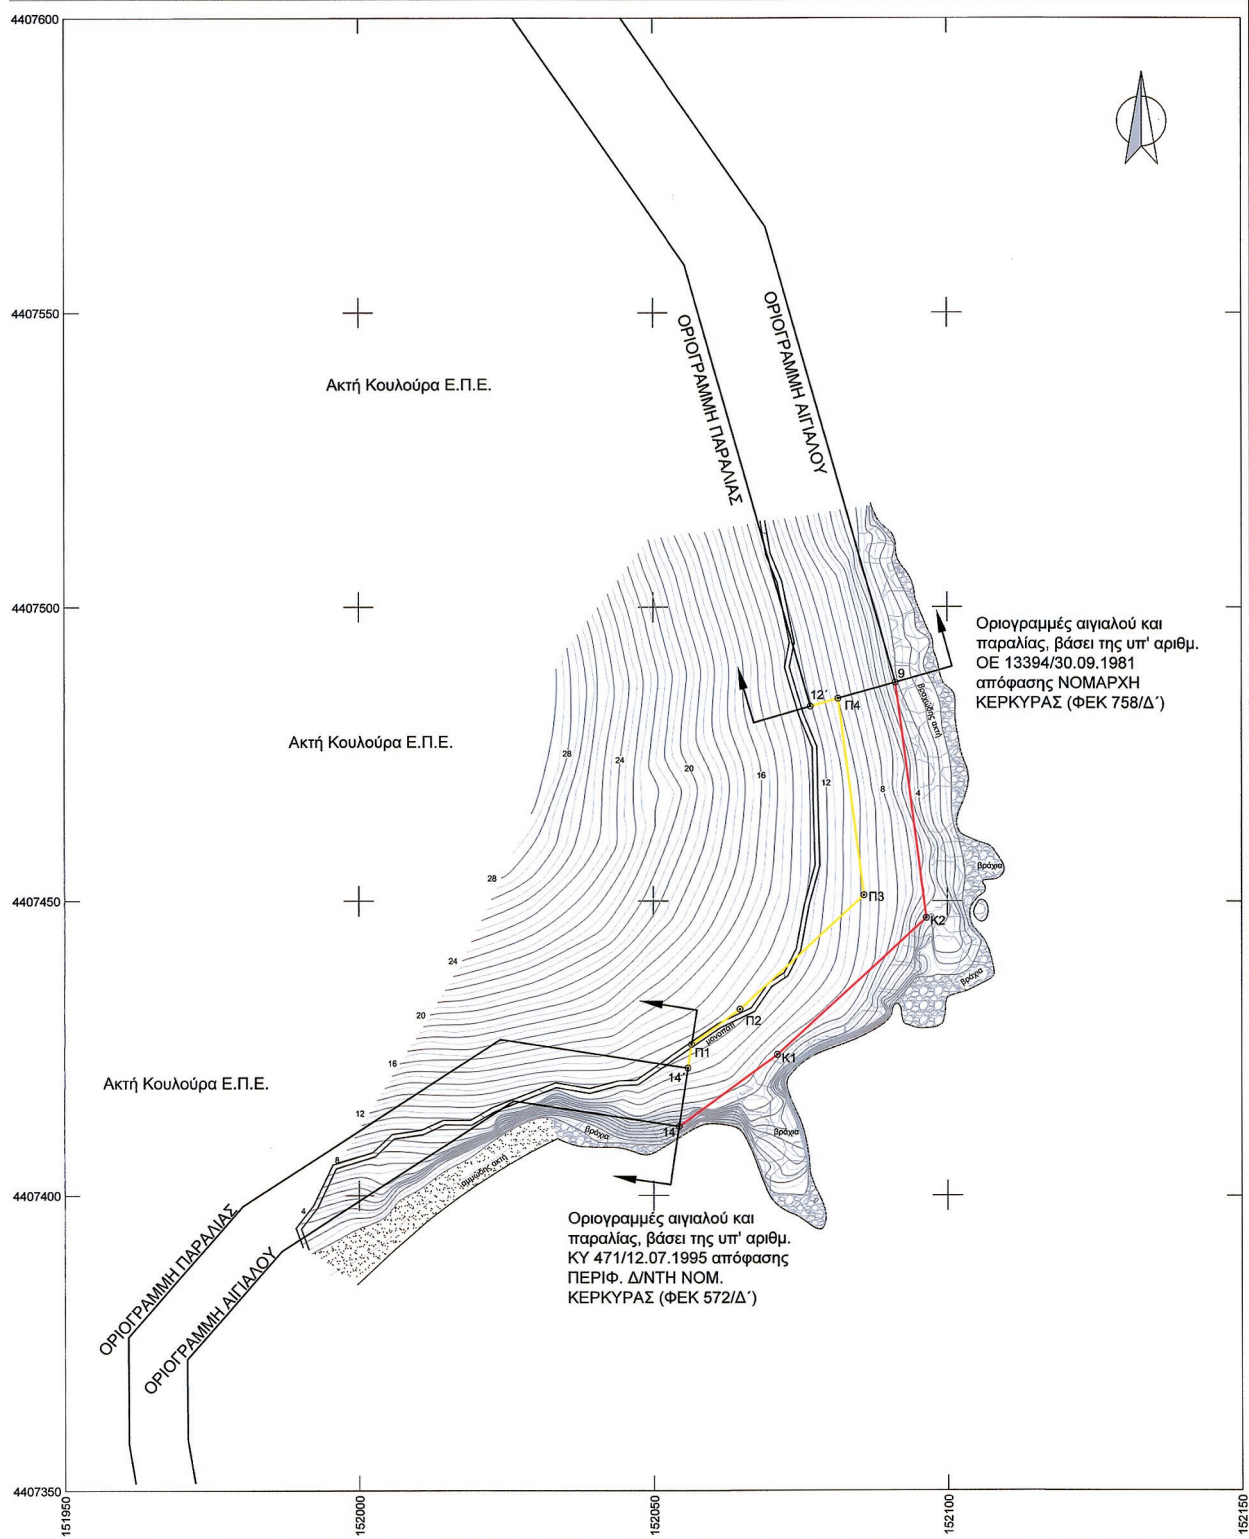 4407600
4407550
ΟΡΙΟΓΡΑΜΜΗ ΠΑΡΑΛΙΑΣ
ΟΡΙΟΓΡΑΜΜΗ ΑΙΓΙΑΛΟΥ
Ακτή Κουλούρα Ε.Π.Ε.
4407500
Οριογραμμές αιγιαλού και
παραλίας, βάσει της υπ' αριθμ.
ΟΕ 13394/30.09.1981
απόφασης ΝΟΜΑΡΧΗ
ΚΕΡΚΥΡΑΣ (ΦΕΚ 758/Δ΄)
9
12΄
Π4
βραχώδης ακτή
Ακτή Κουλούρα Ε.Π.Ε.
28
24
20
16
12
8
4
βράχια
28
4407450
Π3
Κ2
24
βράχια
20
Π2
μονοπάτι
Π1
Κ1
16
14΄
Ακτή Κουλούρα Ε.Π.Ε.
12
14
βράχια
βράχια
8
αμμώδης ακτή
4
4407400
Οριογραμμές αιγιαλού και
παραλίας, βάσει της υπ' αριθμ.
ΚΥ 471/12.07.1995 απόφασης
ΠΕΡΙΦ. Δ/ΝΤΗ ΝΟΜ.
ΚΕΡΚΥΡΑΣ (ΦΕΚ 572/Δ΄)
ΟΡΙΟΓΡΑΜΜΗ ΠΑΡΑΛΙΑΣ
ΟΡΙΟΓΡΑΜΜΗ ΑΙΓΙΑΛΟΥ
4407350
151950
152000
152050
152100
152150